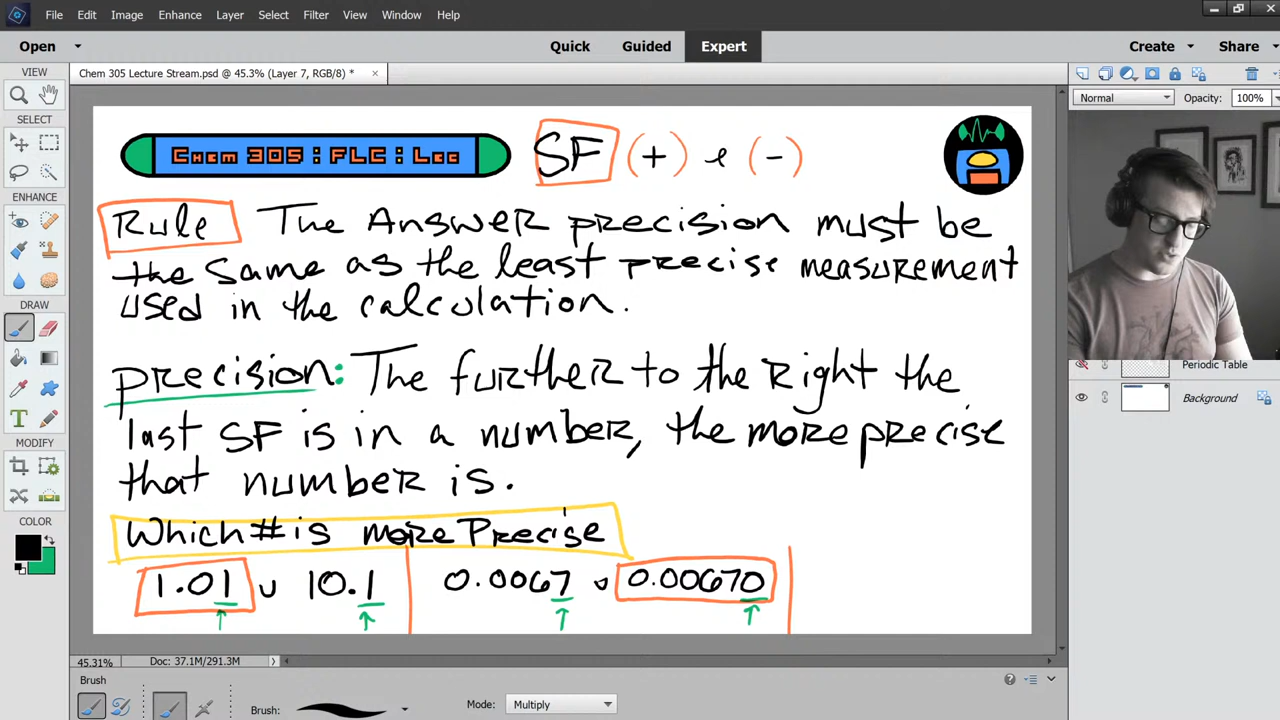 File Edit Image Enhance Layer Select Filter View Window Help
Open Quick Guided Expert Create Share
VIEW
Chem 305 Lecture Stream.psd @ 45.3% (Layer 7, RGB/8) * ×
Normal Opacity: 100%
SELECT
ENHANCE
DRAW
MODIFY
COLOR
Chem 305 : FLC : Lec SF (+) e (-)
Rule The Answer precision must be
the same as the least precise measurement
used in the calculation.
precision: The further to the Right the
last SF is in a number, the more precise
that number is.
Which # is more Precise
1.01 v 10.1 0.0067 v 0.00670
Periodic Table
Background
45.31% Doc: 37.1M/291.3M
Brush
Brush: Mode: Multiply